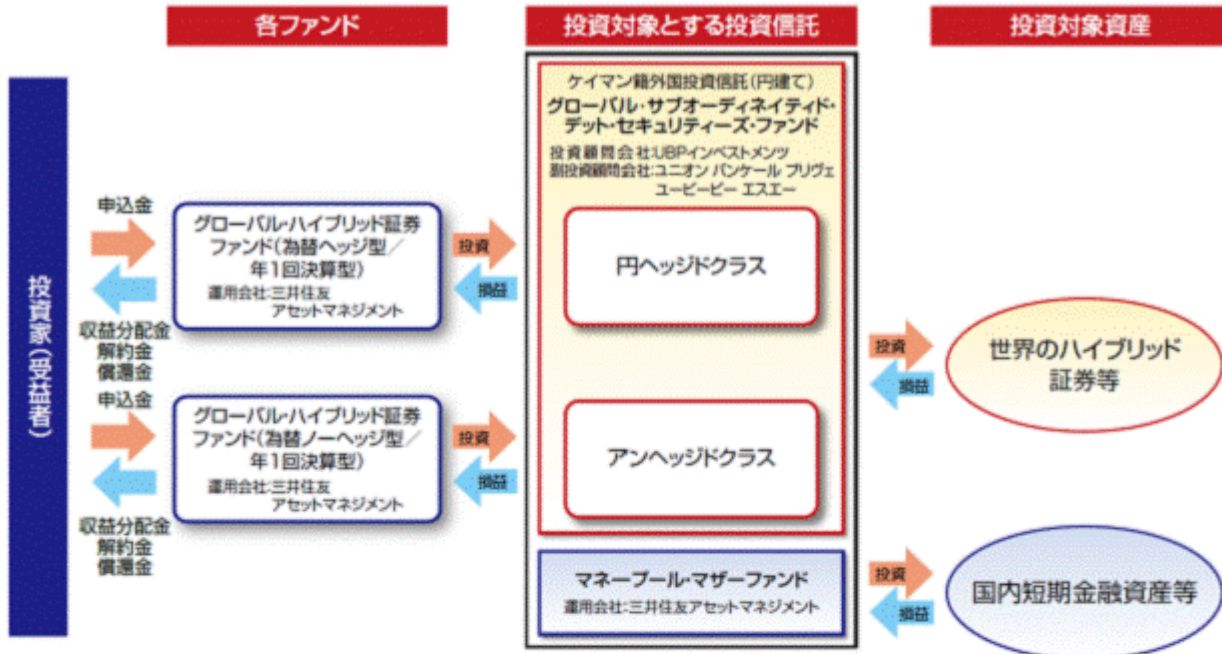 各ファンド
投資対象とする投資信託
投資対象資産
投資家(受益者)
申込金
収益分配金
解約金
償還金
グローバル・ハイブリッド証券
ファンド(為替ヘッジ型/
年1回決算型)
運用会社:三井住友
アセットマネジメント
投資
損益
申込金
収益分配金
解約金
償還金
グローバル・ハイブリッド証券
ファンド(為替ノーヘッジ型/
年1回決算型)
運用会社:三井住友
アセットマネジメント
投資
損益
ケイマン籍外国投資信託(円建て)
グローバル・サブオーディネイティド・
デット・セキュリティーズ・ファンド
投資顧問会社:UBPインベストメンツ
副投資顧問会社:ユニオン バンケール プリヴェ
ユービーピー エスエー
円ヘッジドクラス
アンヘッジドクラス
マネープール・マザーファンド
運用会社:三井住友アセットマネジメント
投資
損益
世界のハイブリッド
証券等
投資
損益
国内短期金融資産等